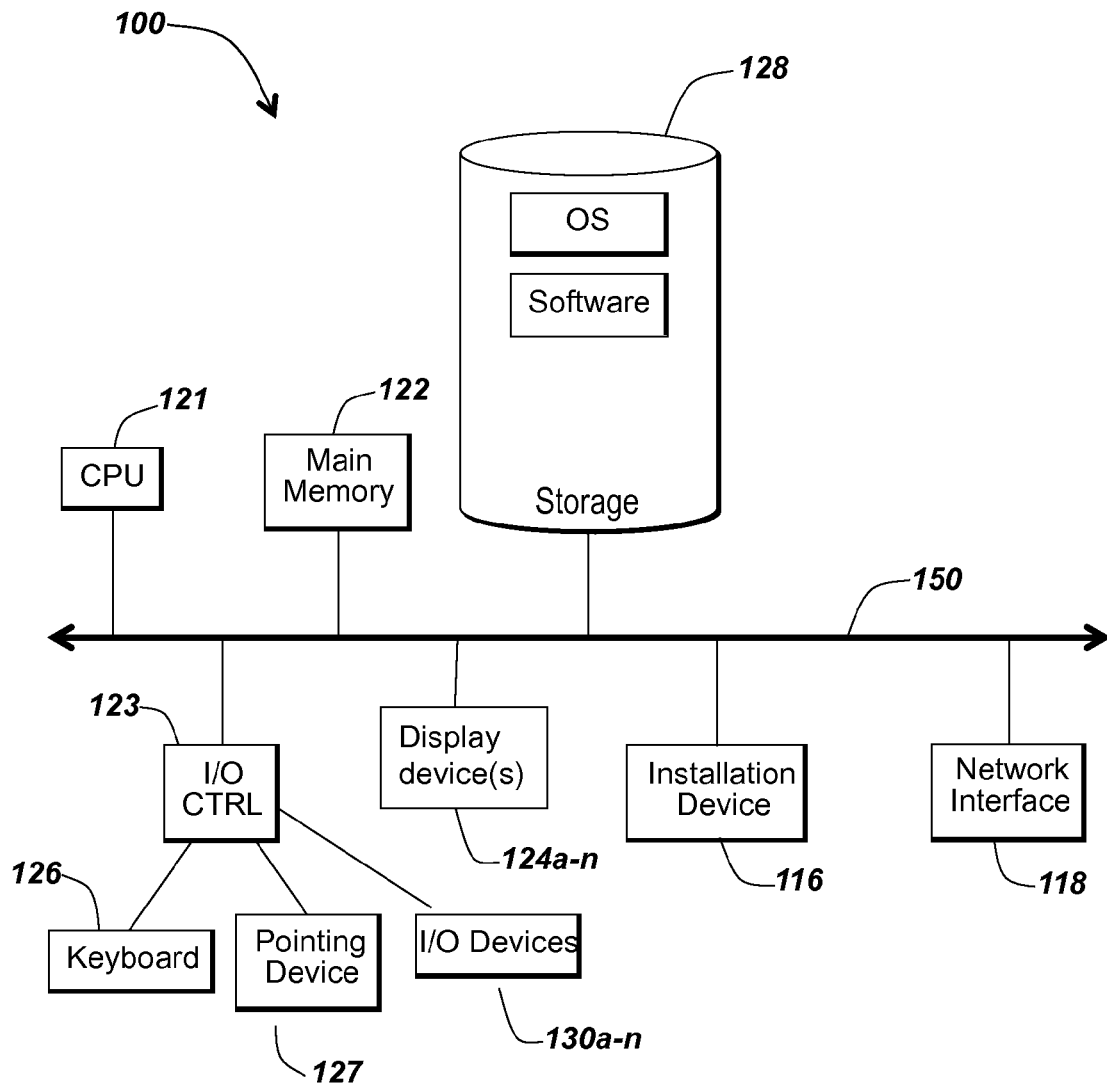 100
128
OS
Software
121
122
CPU
Main
Memory
Storage
150
123
I/O
CTRL
Display
device(s)
Installation
Device
Network
Interface
124a-n
116
118
126
Keyboard
Pointing
Device
I/O Devices
127
130a-n